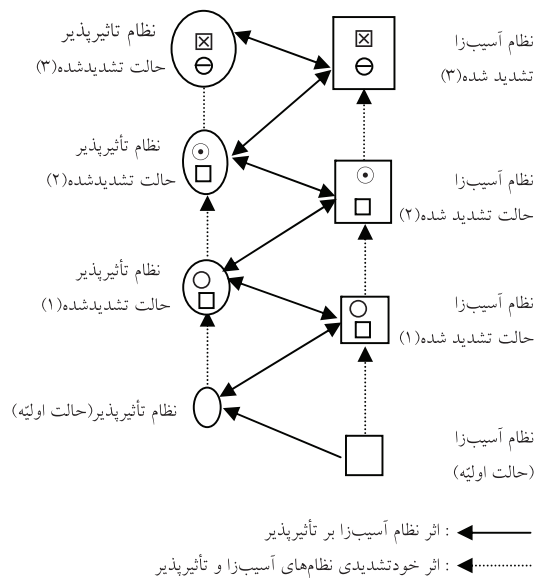 نظام آسیب‌زا
تشدید شده(۳)
نظام تاثیرپذیر
حالت تشدیدشده(۳)
نظام آسیب‌زا
حالت تشدید شده(۲)
نظام تأثیرپذیر
حالت تشدیدشده(۲)
نظام آسیب‌زا
حالت تشدید شده(۱)
نظام تأثیرپذیر
حالت تشدیدشده(۱)
نظام آسیب‌زا
(حالت اولیّه)
نظام تأثیرپذیر(حالت اولیّه)
: اثر نظام آسیب‌زا بر تأثیرپذیر
: اثر خودتشدیدی نظام‌های آسیب‌زا و تأثیرپذیر